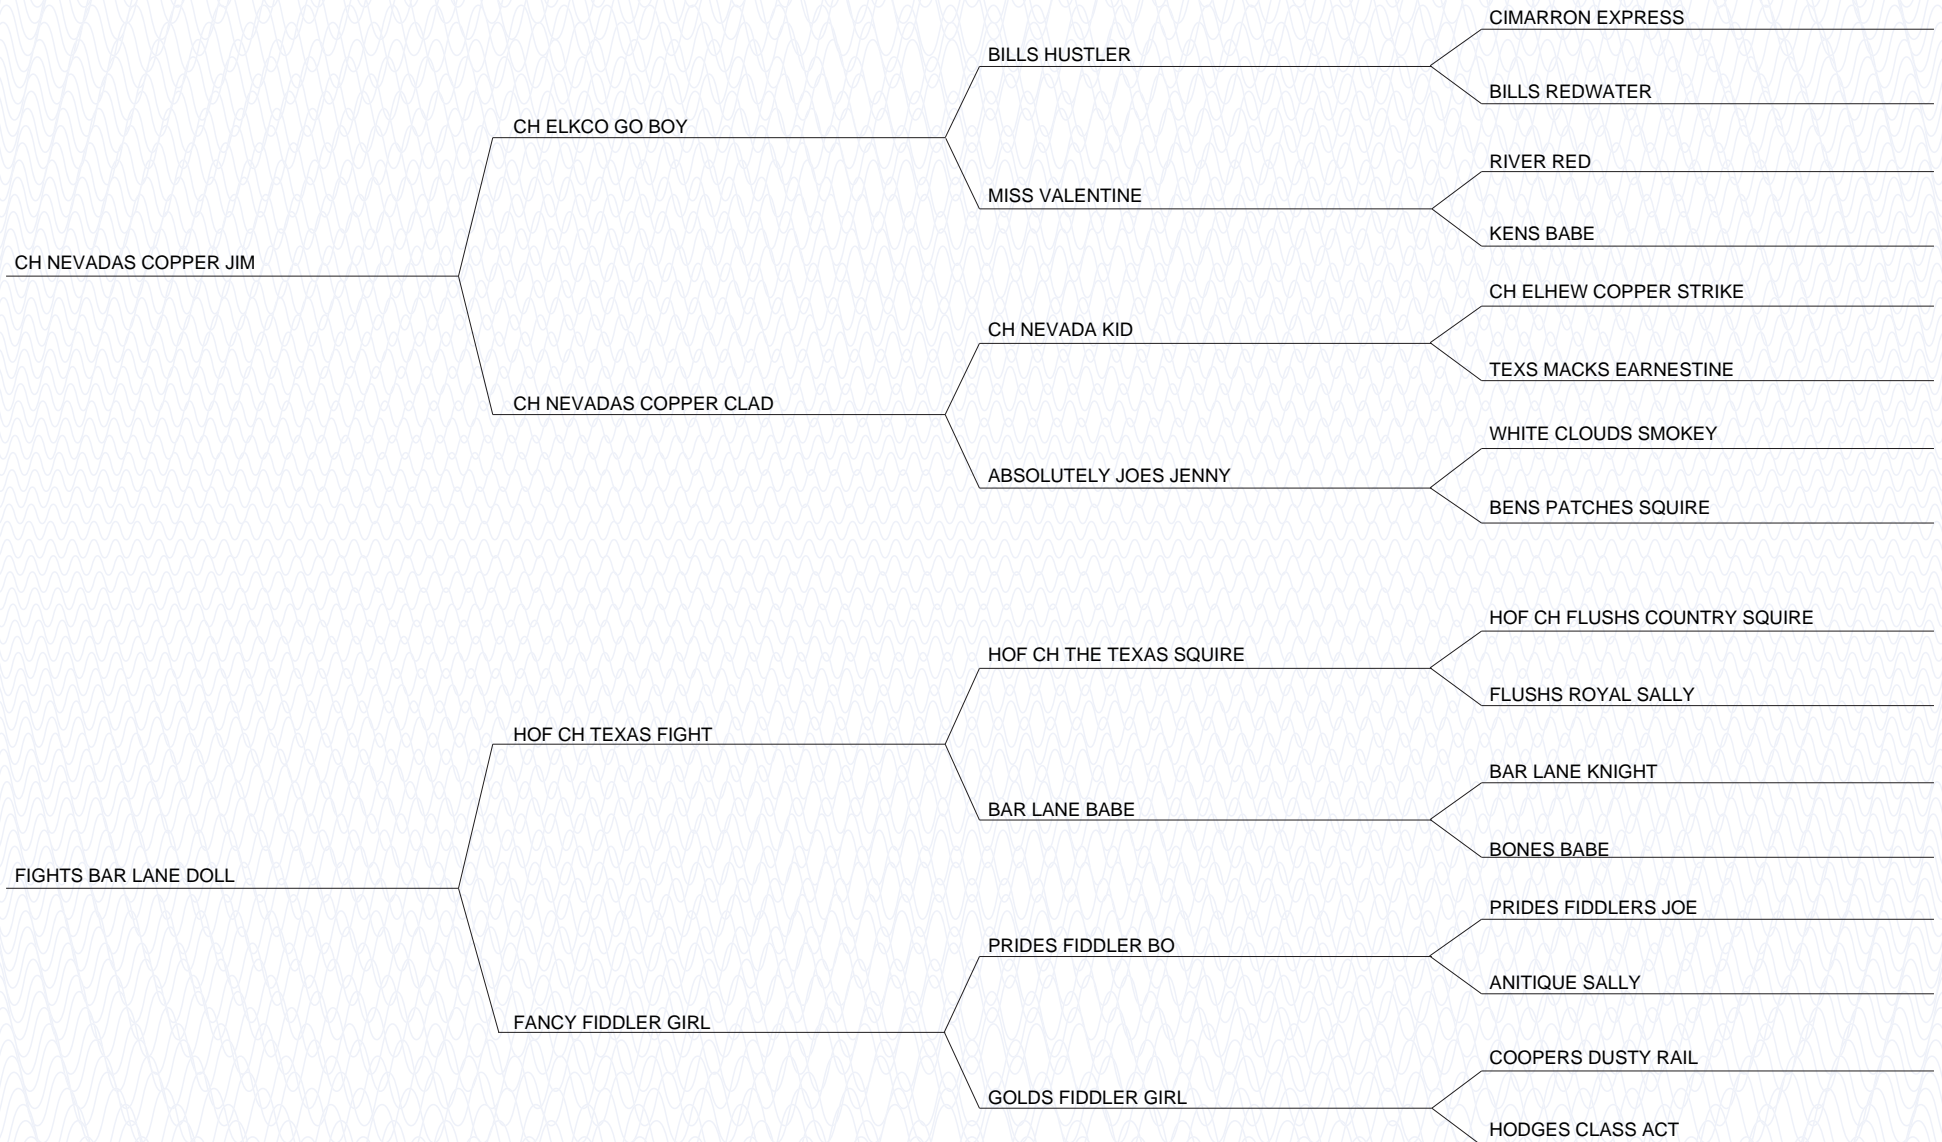 CIMARRON EXPRESS
BILLS HUSTLER
BILLS REDWATER
CH ELKCO GO BOY
RIVER RED
MISS VALENTINE
KENS BABE
CH NEVADAS COPPER JIM
CH ELHEW COPPER STRIKE
CH NEVADA KID
TEXS MACKS EARNESTINE
CH NEVADAS COPPER CLAD
WHITE CLOUDS SMOKEY
ABSOLUTELY JOES JENNY
BENS PATCHES SQUIRE
HOF CH FLUSHS COUNTRY SQUIRE
HOF CH THE TEXAS SQUIRE
FLUSHS ROYAL SALLY
HOF CH TEXAS FIGHT
BAR LANE KNIGHT
BAR LANE BABE
BONES BABE
FIGHTS BAR LANE DOLL
PRIDES FIDDLERS JOE
PRIDES FIDDLER BO
ANITIQUE SALLY
FANCY FIDDLER GIRL
COOPERS DUSTY RAIL
GOLDS FIDDLER GIRL
HODGES CLASS ACT